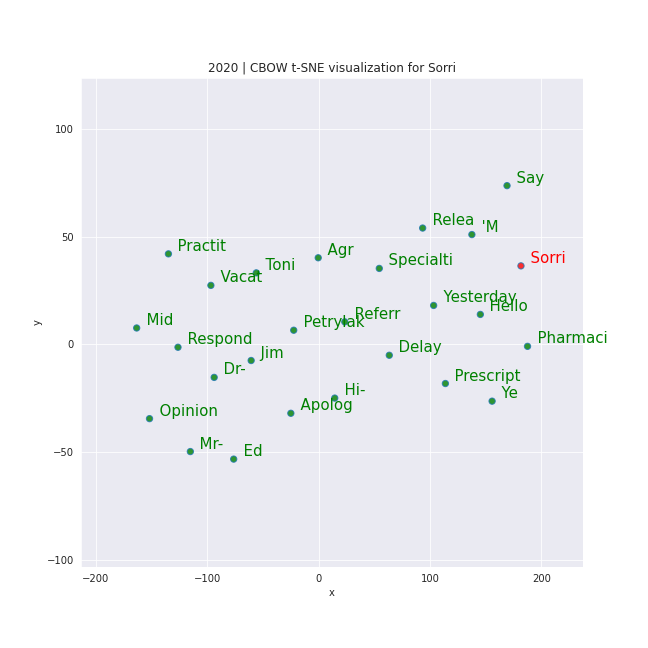 2020 | CBOW t-SNE visualization for Sorri
100
Say
Relea
'M
50
Practit
Agr
Sorri
Specialti
Toni
Vacat
Yesterday
Hello
Mid
Petrylak
Referr
y
0
Respond
Pharmaci
Jim
Delay
Dr-
Prescript
Hi-
Ye
Opinion
Apolog
Mr-
Ed
−50
−100
−200
−100
0
100
200
x